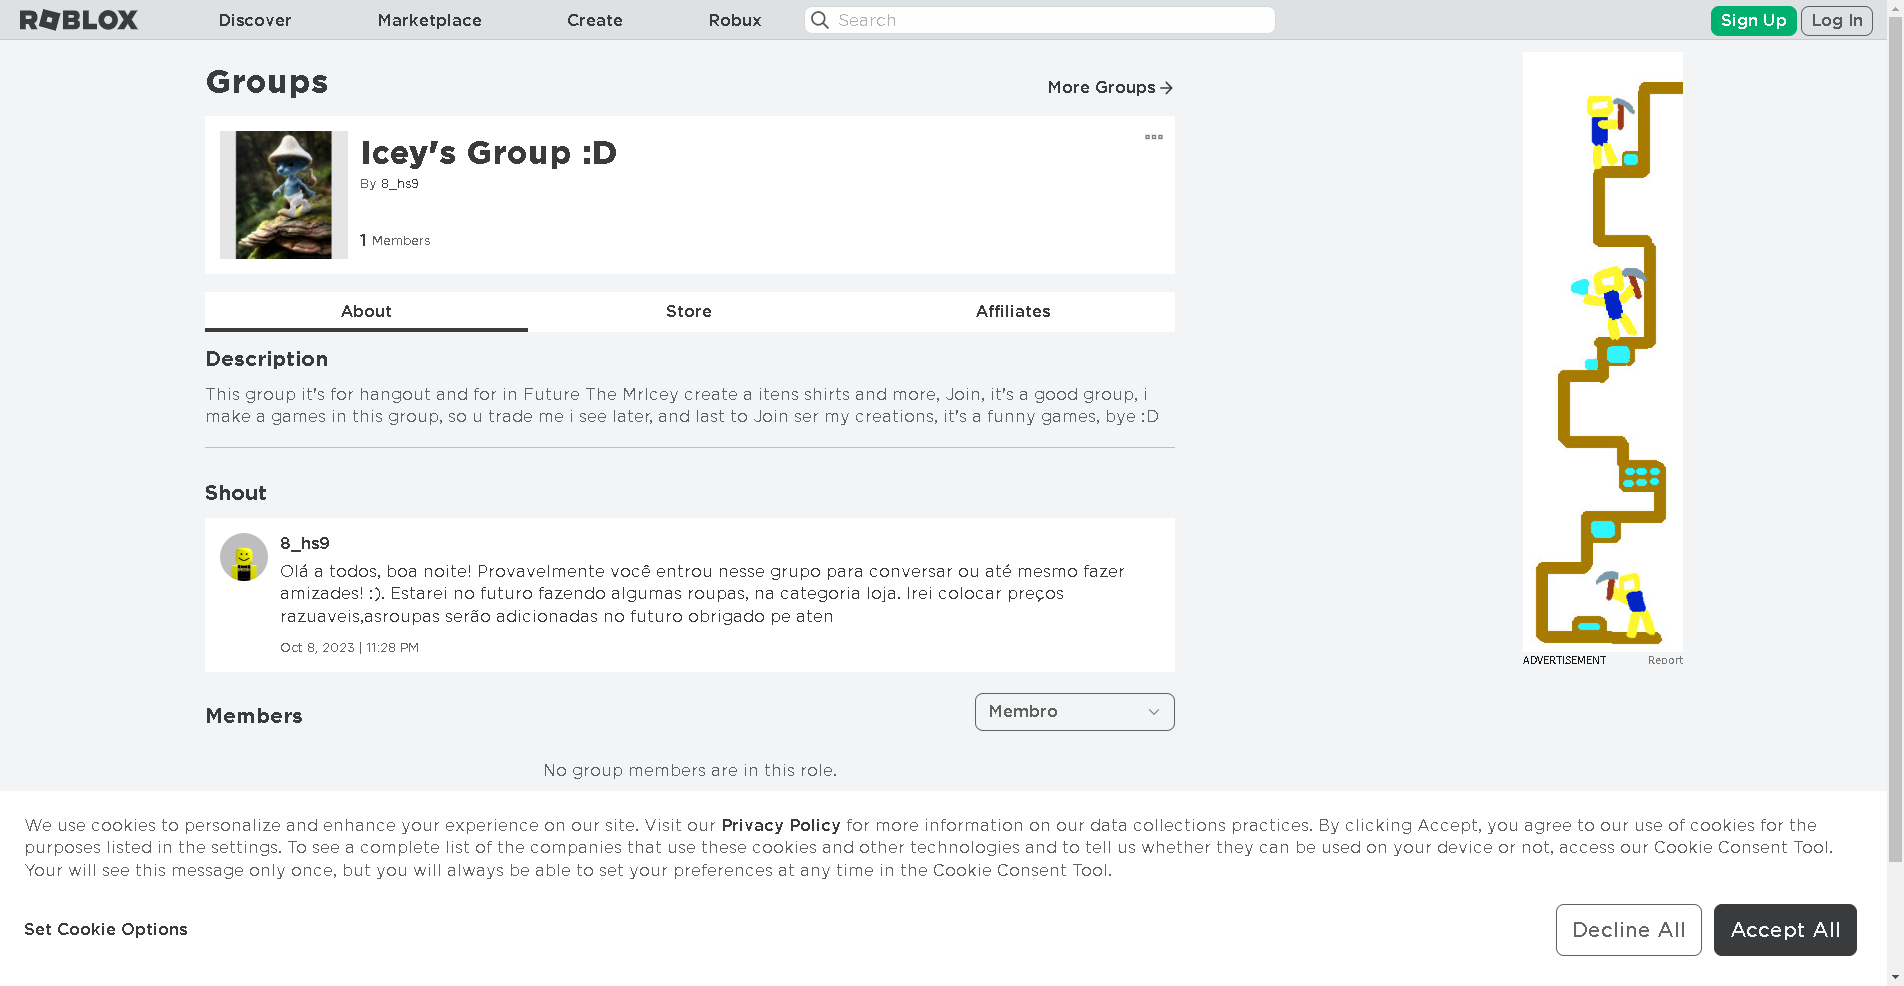 ROBLOX
Discover
Marketplace
Create
Robux
Search
Sign Up
Log In
Groups
More Groups
Icey's Group :D
By 8_hs9
1 Members
About
Store
Affiliates
Description
This group it's for hangout and for in Future The MrIcey create a itens shirts and more, Join, it's a good group, i
make a games in this group, so u trade me i see later, and last to Join ser my creations, it's a funny games, bye :D
Shout
8_hs9
Olá a todos, boa noite! Provavelmente você entrou nesse grupo para conversar ou até mesmo fazer
amizades! :). Estarei no futuro fazendo algumas roupas, na categoria loja. Irei colocar preços
razuaveis,asroupas serão adicionadas no futuro obrigado pe aten
Oct 8, 2023 | 11:28 PM
ADVERTISEMENT
Report
Members
Membro
No group members are in this role.
We use cookies to personalize and enhance your experience on our site. Visit our Privacy Policy for more information on our data collections practices. By clicking Accept, you agree to our use of cookies for the
purposes listed in the settings. To see a complete list of the companies that use these cookies and other technologies and to tell us whether they can be used on your device or not, access our Cookie Consent Tool.
Your will see this message only once, but you will always be able to set your preferences at any time in the Cookie Consent Tool.
Set Cookie Options
Decline All
Accept All